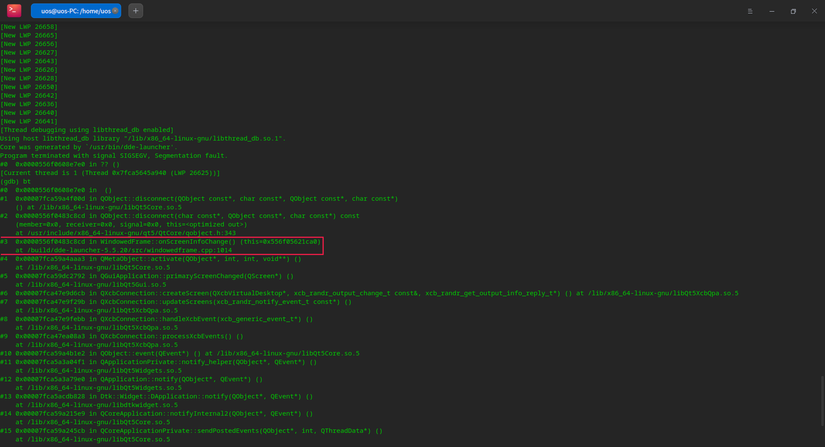 uos@uos-PC: /home/uos
[New LWP 26658]
[New LWP 26665]
[New LWP 26656]
[New LWP 26627]
[New LWP 26643]
[New LWP 26626]
[New LWP 26628]
[New LWP 26650]
[New LWP 26642]
[New LWP 26636]
[New LWP 26640]
[New LWP 26641]
[Thread debugging using libthread_db enabled]
Using host libthread_db library "/lib/x86_64-linux-gnu/libthread_db.so.1".
Core was generated by `/usr/bin/dde-launcher'.
Program terminated with signal SIGSEGV, Segmentation fault.
#0  0x0000556f0608e7e0 in ?? ()
[Current thread is 1 (Thread 0x7fca5645a940 (LWP 26625))]
(gdb) bt
#0  0x0000556f0608e7e0 in  ()
#1  0x00007fca59a4f00d in QObject::disconnect(QObject const*, char const*, QObject const*, char const*)
() at /lib/x86_64-linux-gnu/libQt5Core.so.5
#2  0x0000556f0483c8cd in QObject::disconnect(char const*, QObject const*, char const*) const
(member=0x0, receiver=0x0, signal=0x0, this=<optimized out>)
at /usr/include/x86_64-linux-gnu/qt5/QtCore/qobject.h:343
#3  0x0000556f0483c8cd in WindowedFrame::onScreenInfoChange() (this=0x556f05621ca0)
at /build/dde-launcher-5.5.20/src/windowedframe.cpp:1014
#4  0x00007fca59a4aaa3 in QMetaObject::activate(QObject*, int, int, void**) ()
at /lib/x86_64-linux-gnu/libQt5Core.so.5
#5  0x00007fca59dc2792 in QGuiApplication::primaryScreenChanged(QScreen*) ()
at /lib/x86_64-linux-gnu/libQt5Gui.so.5
#6  0x00007fca47e9d6cb in QXcbConnection::createScreen(QXcbVirtualDesktop*, xcb_randr_output_change_t const&, xcb_randr_get_output_info_reply_t*) () at /lib/x86_64-linux-gnu/libQt5XcbQpa.so.5
#7  0x00007fca47e9f29b in QXcbConnection::updateScreens(xcb_randr_notify_event_t const*) ()
at /lib/x86_64-linux-gnu/libQt5XcbQpa.so.5
#8  0x00007fca47e9febb in QXcbConnection::handleXcbEvent(xcb_generic_event_t*) ()
at /lib/x86_64-linux-gnu/libQt5XcbQpa.so.5
#9  0x00007fca47ea08a3 in QXcbConnection::processXcbEvents() ()
at /lib/x86_64-linux-gnu/libQt5XcbQpa.so.5
#10 0x00007fca59a4b1e2 in QObject::event(QEvent*) () at /lib/x86_64-linux-gnu/libQt5Core.so.5
#11 0x00007fca5a3a04f1 in QApplicationPrivate::notify_helper(QObject*, QEvent*) ()
at /lib/x86_64-linux-gnu/libQt5Widgets.so.5
#12 0x00007fca5a3a79e0 in QApplication::notify(QObject*, QEvent*) ()
at /lib/x86_64-linux-gnu/libQt5Widgets.so.5
#13 0x00007fca5acdb828 in Dtk::Widget::DApplication::notify(QObject*, QEvent*) ()
at /lib/x86_64-linux-gnu/libdtkwidget.so.5
#14 0x00007fca59a215e9 in QCoreApplication::notifyInternal2(QObject*, QEvent*) ()
at /lib/x86_64-linux-gnu/libQt5Core.so.5
#15 0x00007fca59a245cb in QCoreApplicationPrivate::sendPostedEvents(QObject*, int, QThreadData*) ()
at /lib/x86_64-linux-gnu/libQt5Core.so.5